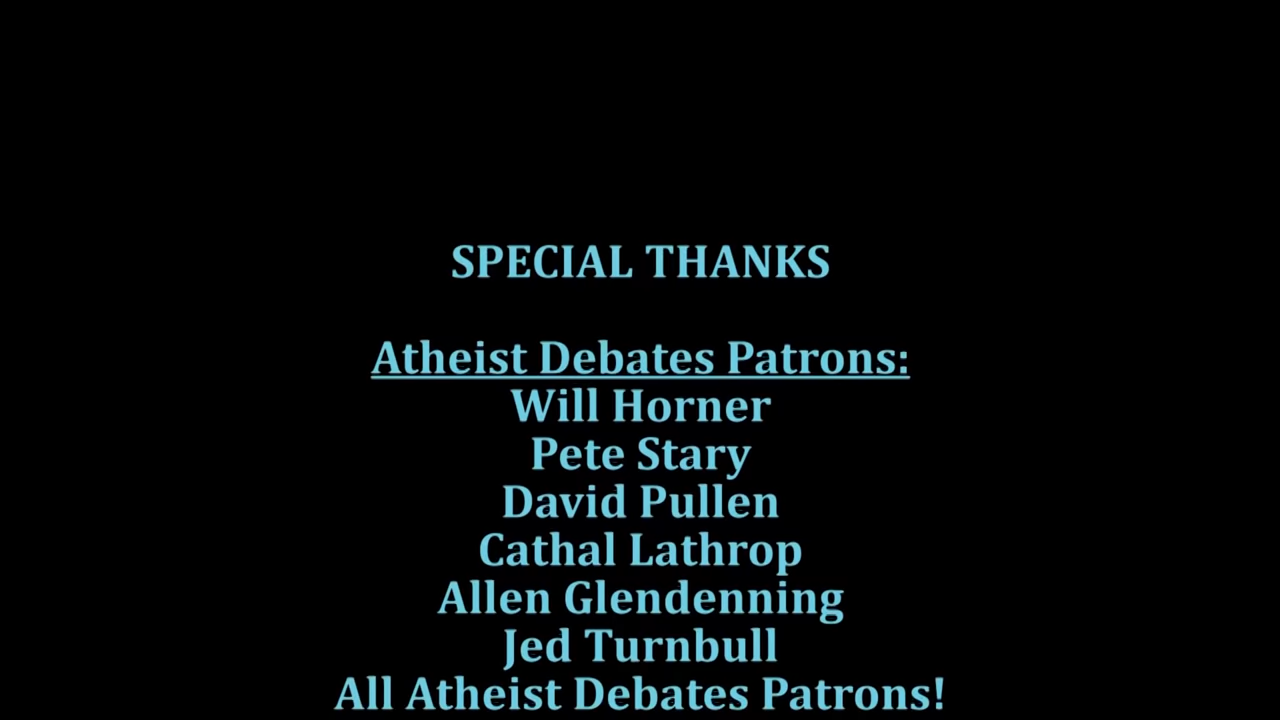 SPECIAL THANKS
Atheist Debates Patrons:
Will Horner
Pete Stary
David Pullen
Cathal Lathrop
Allen Glendenning
Jed Turnbull
All Atheist Debates Patrons!